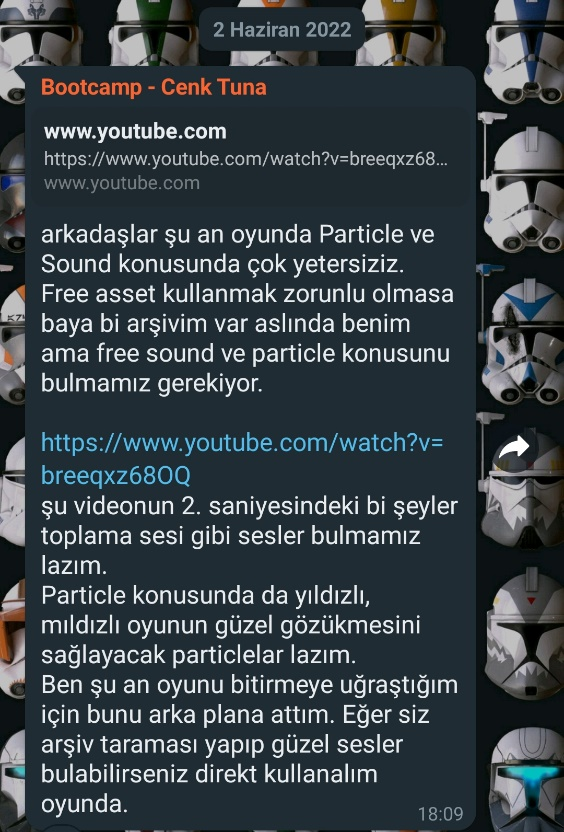 2 Haziran 2022
Bootcamp - Cenk Tuna
www.youtube.com
https://www.youtube.com/watch?v=breeqxz68...
www.youtube.com
arkadaşlar şu an oyunda Particle ve
Sound konusunda çok yetersiziz.
Free asset kullanmak zorunlu olmasa
baya bi arşivim var aslında benim
ama free sound ve particle konusunu
bulmamız gerekiyor.
https://www.youtube.com/watch?v=
breeqxz68OQ
şu videonun 2. saniyesindeki bi şeyler
toplama sesi gibi sesler bulmamız
lazım.
Particle konusunda da yıldızlı,
mıldızlı oyunun güzel gözükmesini
sağlayacak particlelar lazım.
Ben şu an oyunu bitirmeye uğraştığım
için bunu arka plana attım. Eğer siz
arşiv taraması yapıp güzel sesler
bulabilirseniz direkt kullanalım
oyunda.
18:09